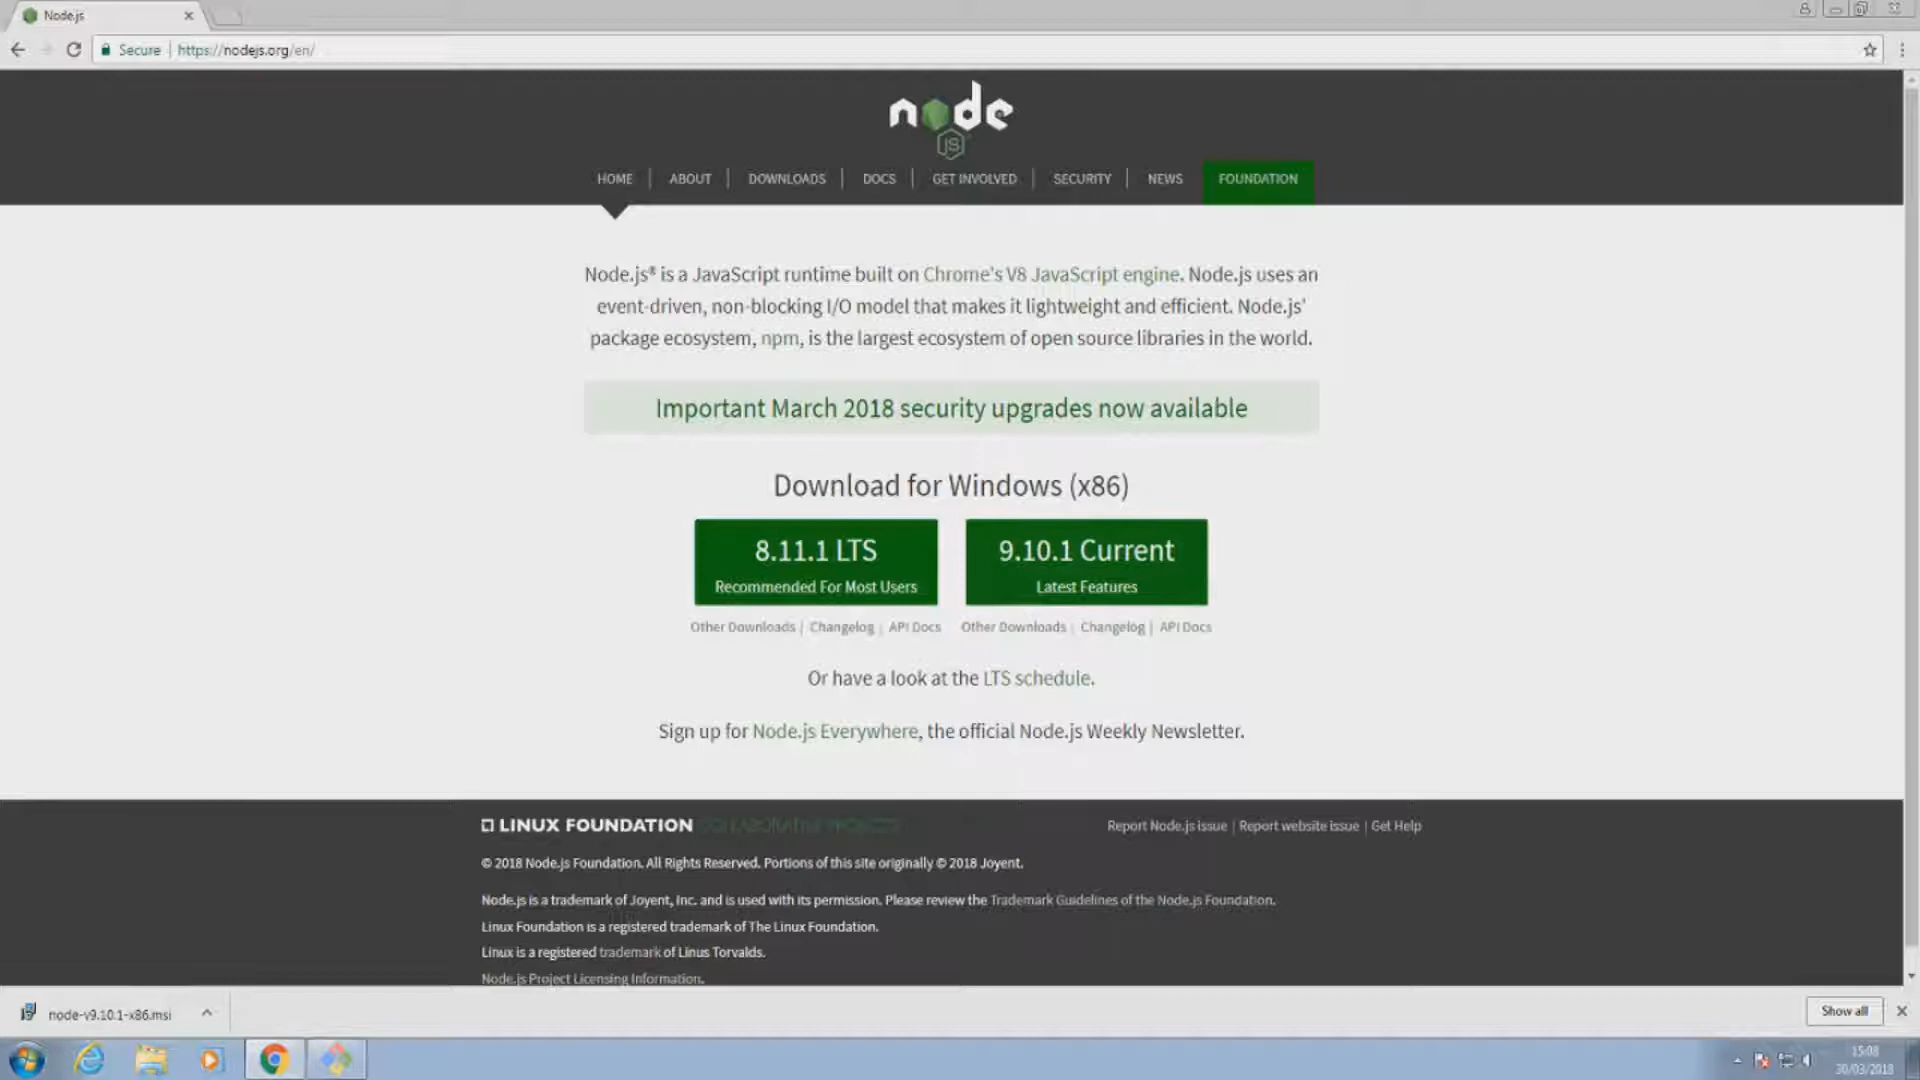 Node.js
Secure https://nodejs.org/en/
node
JS
HOME ABOUT DOWNLOADS DOCS GET INVOLVED SECURITY NEWS FOUNDATION
Node.js® is a JavaScript runtime built on Chrome's V8 JavaScript engine. Node.js uses an
event-driven, non-blocking I/O model that makes it lightweight and efficient. Node.js'
package ecosystem, npm, is the largest ecosystem of open source libraries in the world.
Important March 2018 security upgrades now available
Download for Windows (x86)
8.11.1 LTS
Recommended For Most Users
9.10.1 Current
Latest Features
Other Downloads | Changelog | API Docs
Other Downloads | Changelog | API Docs
Or have a look at the LTS schedule.
Sign up for Node.js Everywhere, the official Node.js Weekly Newsletter.
LINUX FOUNDATION COLLABORATIVE PROJECTS
Report Node.js issue | Report website issue | Get Help
© 2018 Node.js Foundation. All Rights Reserved. Portions of this site originally © 2018 Joyent.
Node.js is a trademark of Joyent, Inc. and is used with its permission. Please review the Trademark Guidelines of the Node.js Foundation.
Linux Foundation is a registered trademark of The Linux Foundation.
Linux is a registered trademark of Linus Torvalds.
Node.js Project Licensing Information.
node-v9.10.1-x86.msi
Show all
15:08
30/03/2018